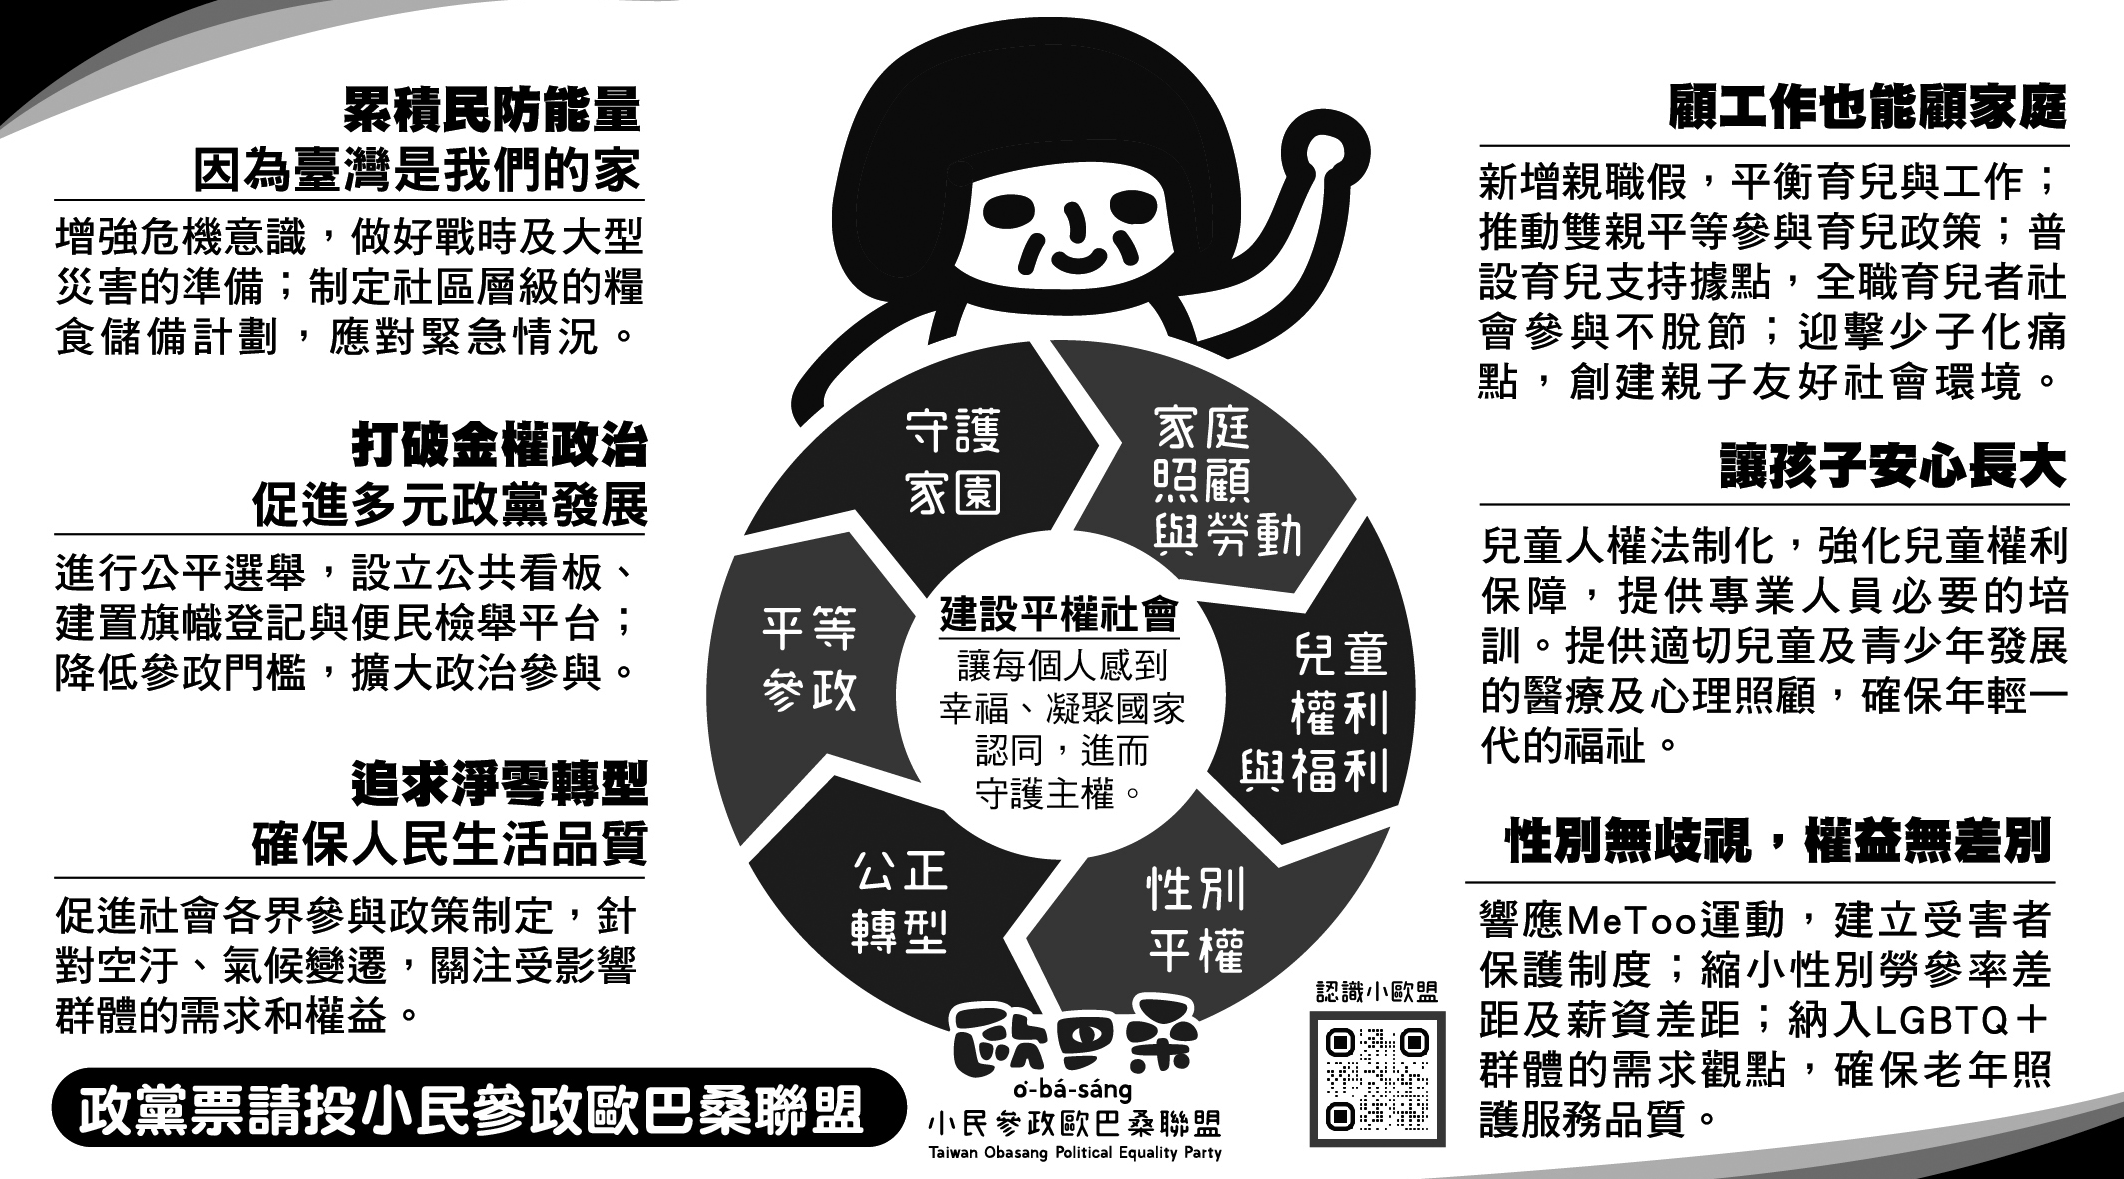 累積民防能量
因為臺灣是我們的家
增強危機意識，做好戰時及大型
災害的準備；制定社區層級的糧
食儲備計劃，應對緊急情況。
打破金權政治
促進多元政黨發展
進行公平選舉，設立公共看板、
建置旗幟登記與便民檢舉平台；
降低參政門檻，擴大政治參與。
追求淨零轉型
確保人民生活品質
促進社會各界參與政策制定，針
對空汙、氣候變遷，關注受影響
群體的需求和權益。
政黨票請投小民參政歐巴桑聯盟
守護
家園
家庭
照顧
與勞動
平等
參政
兒童
權利
與福利
公正
轉型
性別
平權
建設平權社會
讓每個人感到
幸福、凝聚國家
認同，進而
守護主權。
歐巴桑
o͘-bá-sáng
小民參政歐巴桑聯盟
Taiwan Obasang Political Equality Party
認識小歐盟
顧工作也能顧家庭
新增親職假，平衡育兒與工作；
推動雙親平等參與育兒政策；普
設育兒支持據點，全職育兒者社
會參與不脫節；迎擊少子化痛
點，創建親子友好社會環境。
讓孩子安心長大
兒童人權法制化，強化兒童權利
保障，提供專業人員必要的培
訓。提供適切兒童及青少年發展
的醫療及心理照顧，確保年輕一
代的福祉。
性別無歧視，權益無差別
響應MeToo運動，建立受害者
保護制度；縮小性別勞參率差
距及薪資差距；納入LGBTQ＋
群體的需求觀點，確保老年照
護服務品質。